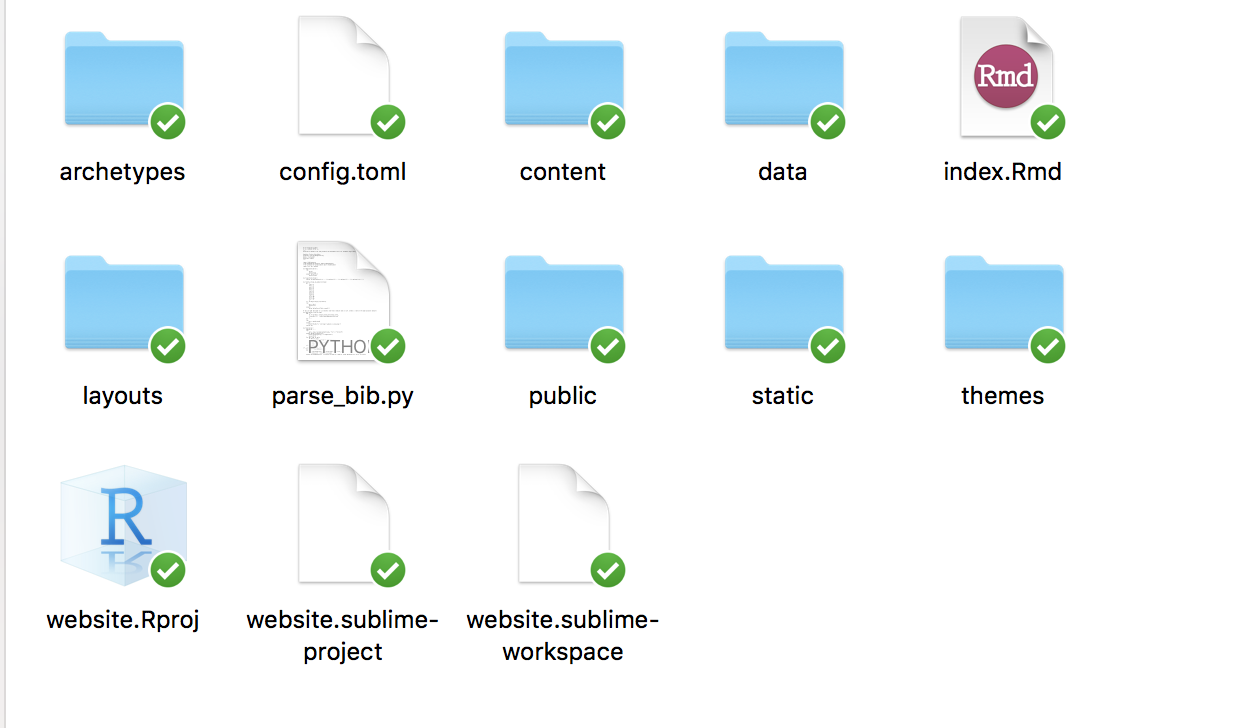 Rmd
archetypes
config.toml
content
data
index.Rmd
PYTHO
layouts
parse_bib.py
public
static
themes
R
website.Rproj
website.sublime-
project
website.sublime-
workspace